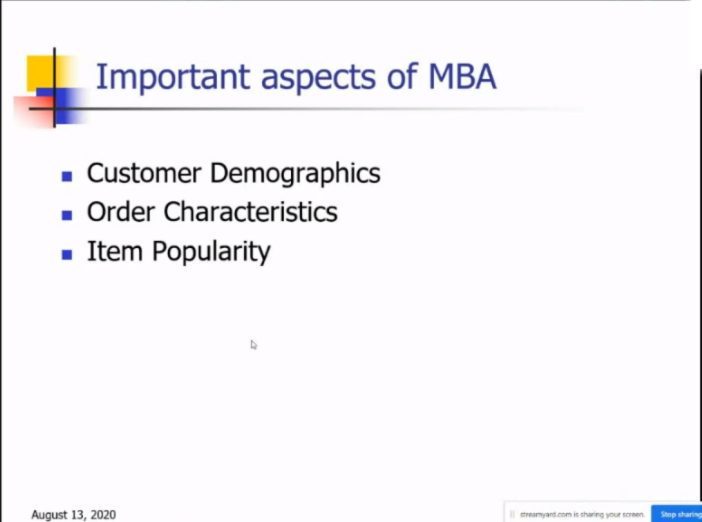 Important aspects of MBA
Customer Demographics
Order Characteristics
Item Popularity
August 13, 2020
streamyard.com is sharing your screen.
Stop sharing